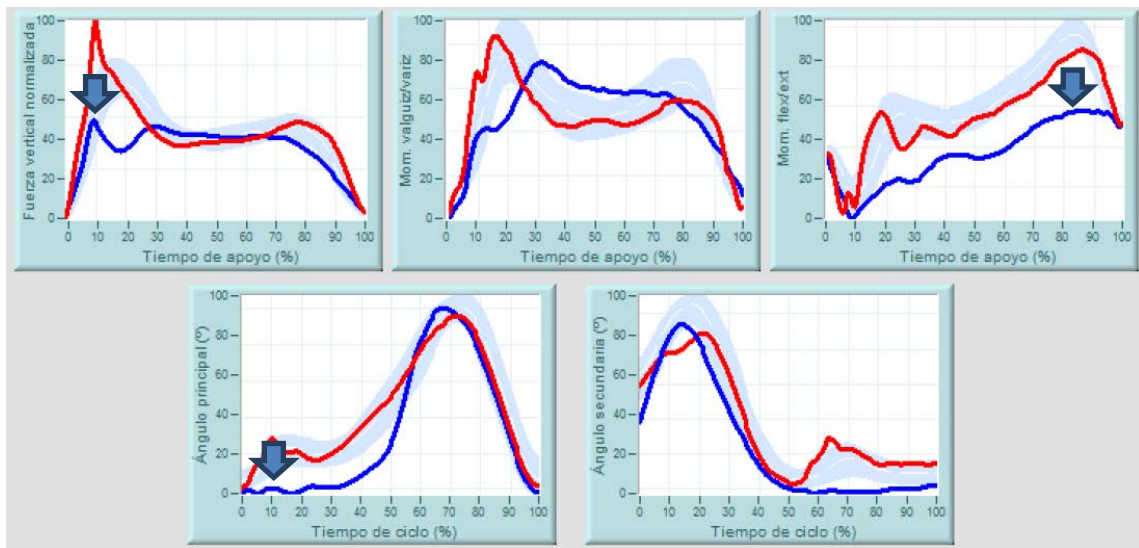 Fuerza vertical normalizada
100
80
60
40
20
0
0 10 20 30 40 50 60 70 80 90 100
Tiempo de apoyo (%)
Mom. valguiz/variz
100
80
60
40
20
0
0 10 20 30 40 50 60 70 80 90 100
Tiempo de apoyo (%)
Mom. flex/ext
100
80
60
40
20
0
0 10 20 30 40 50 60 70 80 90 100
Tiempo de apoyo (%)
Ángulo principal (º)
100
80
60
40
20
0
0 10 20 30 40 50 60 70 80 90 100
Tiempo de ciclo (%)
Ángulo secundaria (º)
100
80
60
40
20
0
0 10 20 30 40 50 60 70 80 90 100
Tiempo de ciclo (%)